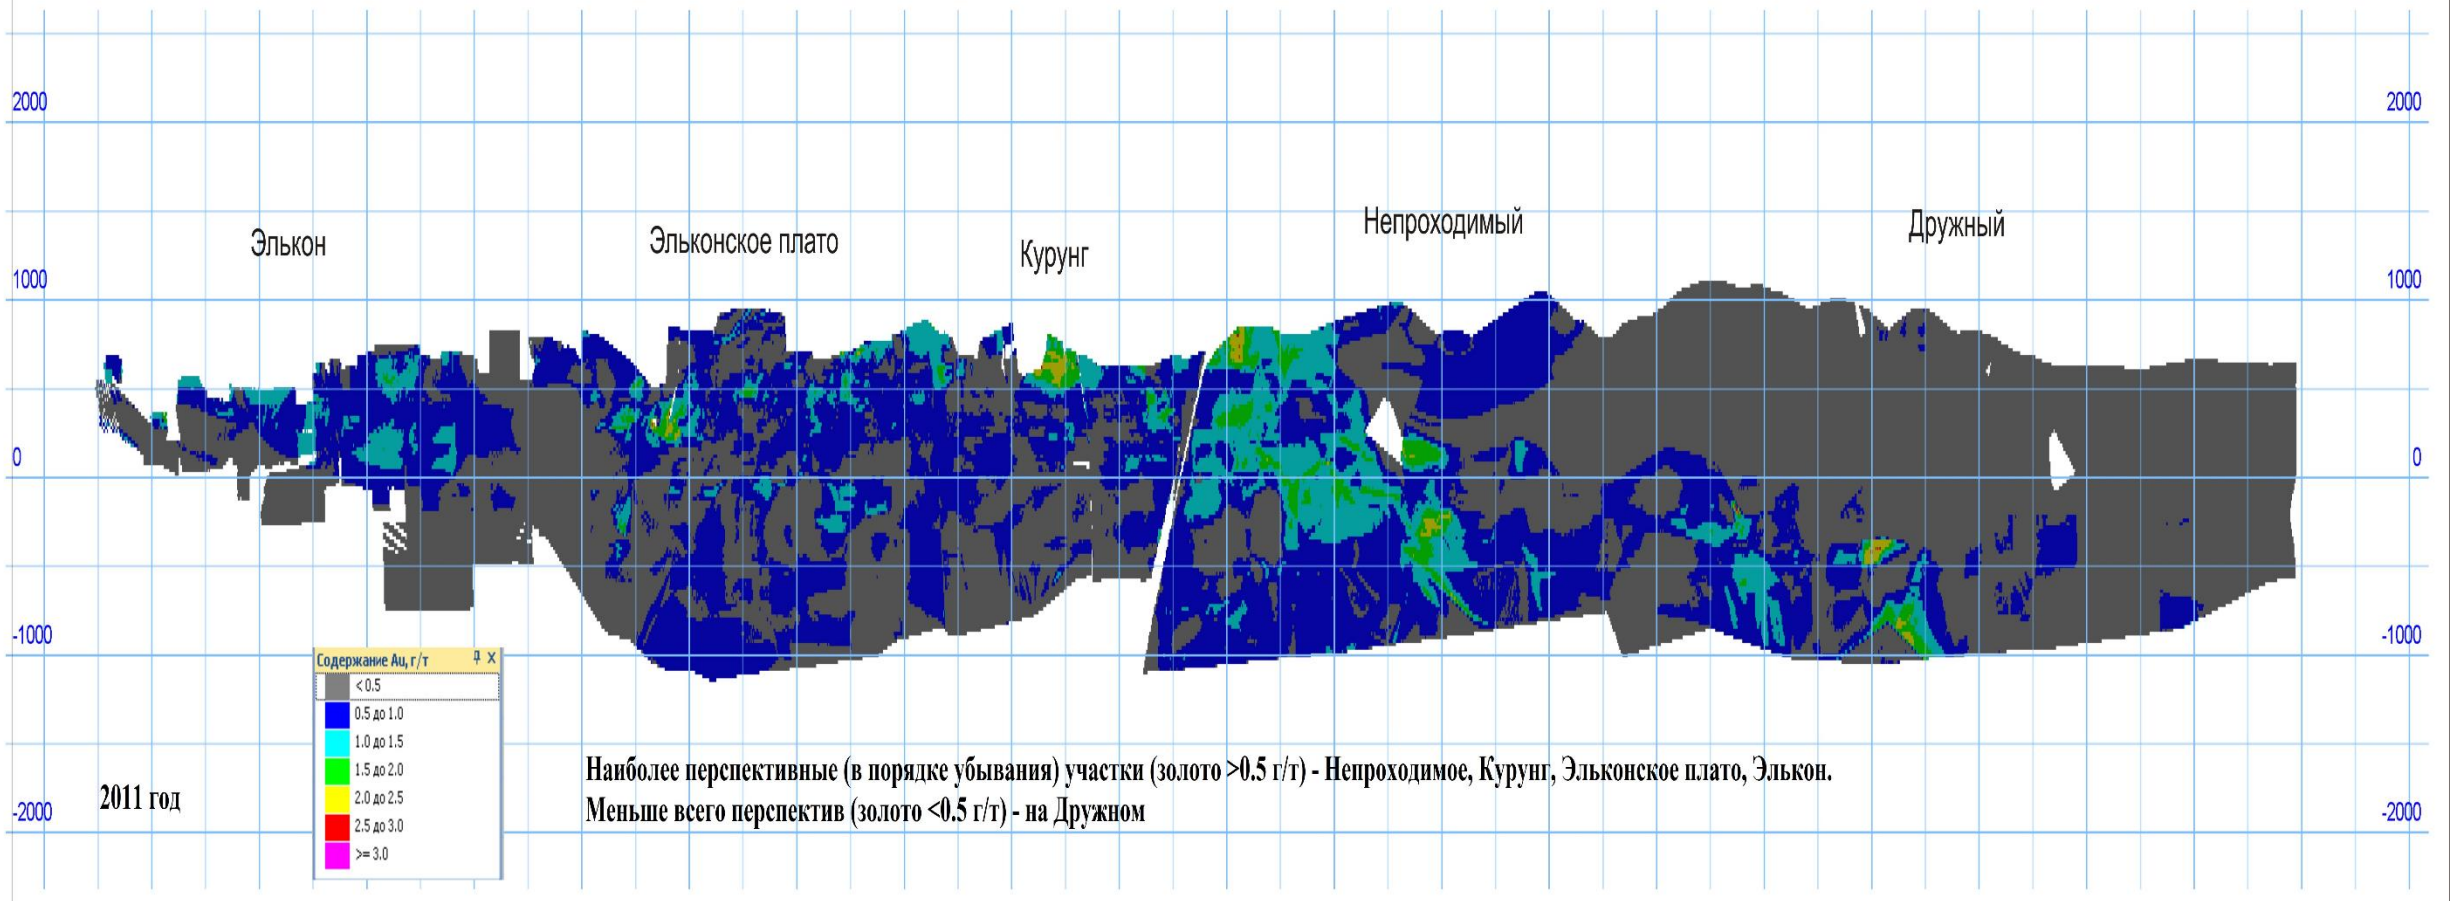 2000 2000
Элькон Эльконское плато Курунг Непроходимый Дружный
1000 1000
0 0
-1000 -1000
Содержание Au, г/т
< 0.5
0.5 до 1.0
1.0 до 1.5
1.5 до 2.0
2.0 до 2.5
2.5 до 3.0
>= 3.0
Наиболее перспективные (в порядке убывания) участки (золото >0.5 г/т) - Непроходимое, Курунг, Эльконское плато, Элькон.
Меньше всего перспектив (золото <0.5 г/т) - на Дружном
2011 год
-2000 -2000